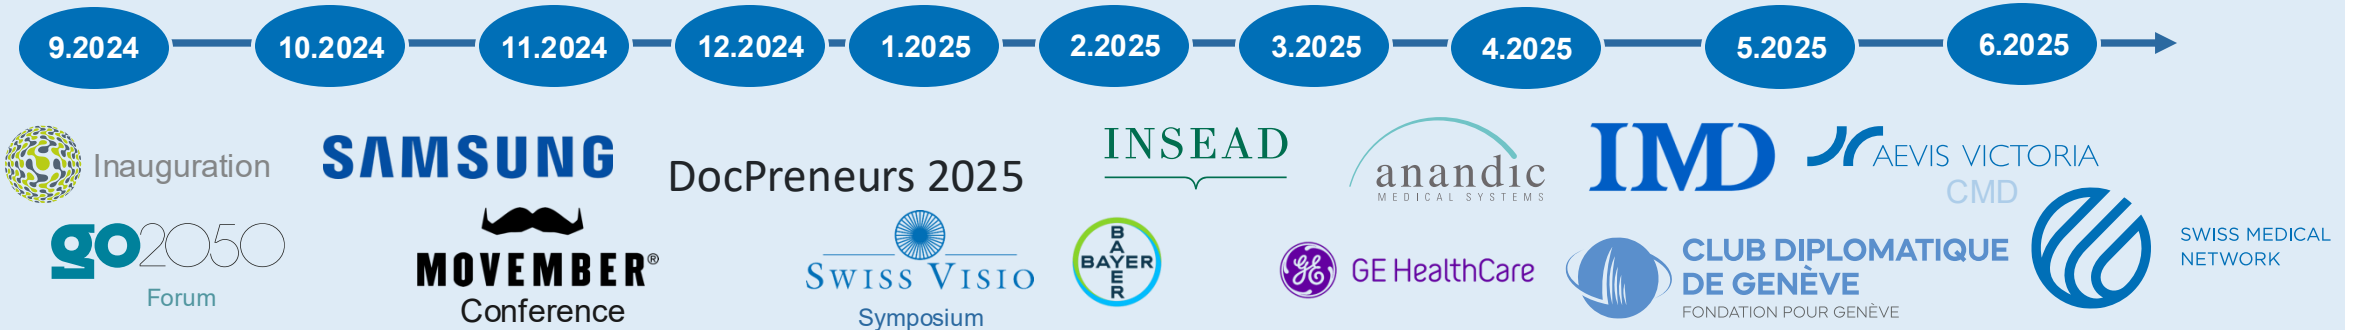 9.2024
10.2024
11.2024
12.2024
1.2025
2.2025
3.2025
4.2025
5.2025
6.2025
Inauguration
go2050
Forum
SAMSUNG
MOVEMBER®
Conference
DocPreneurs 2025
SWISS VISIO
Symposium
INSEAD
BAYER
BAYER
anandic
MEDICAL SYSTEMS
GE HealthCare
IMD
CLUB DIPLOMATIQUE
DE GENÈVE
FONDATION POUR GENÈVE
AEVIS VICTORIA
CMD
SWISS MEDICAL
NETWORK